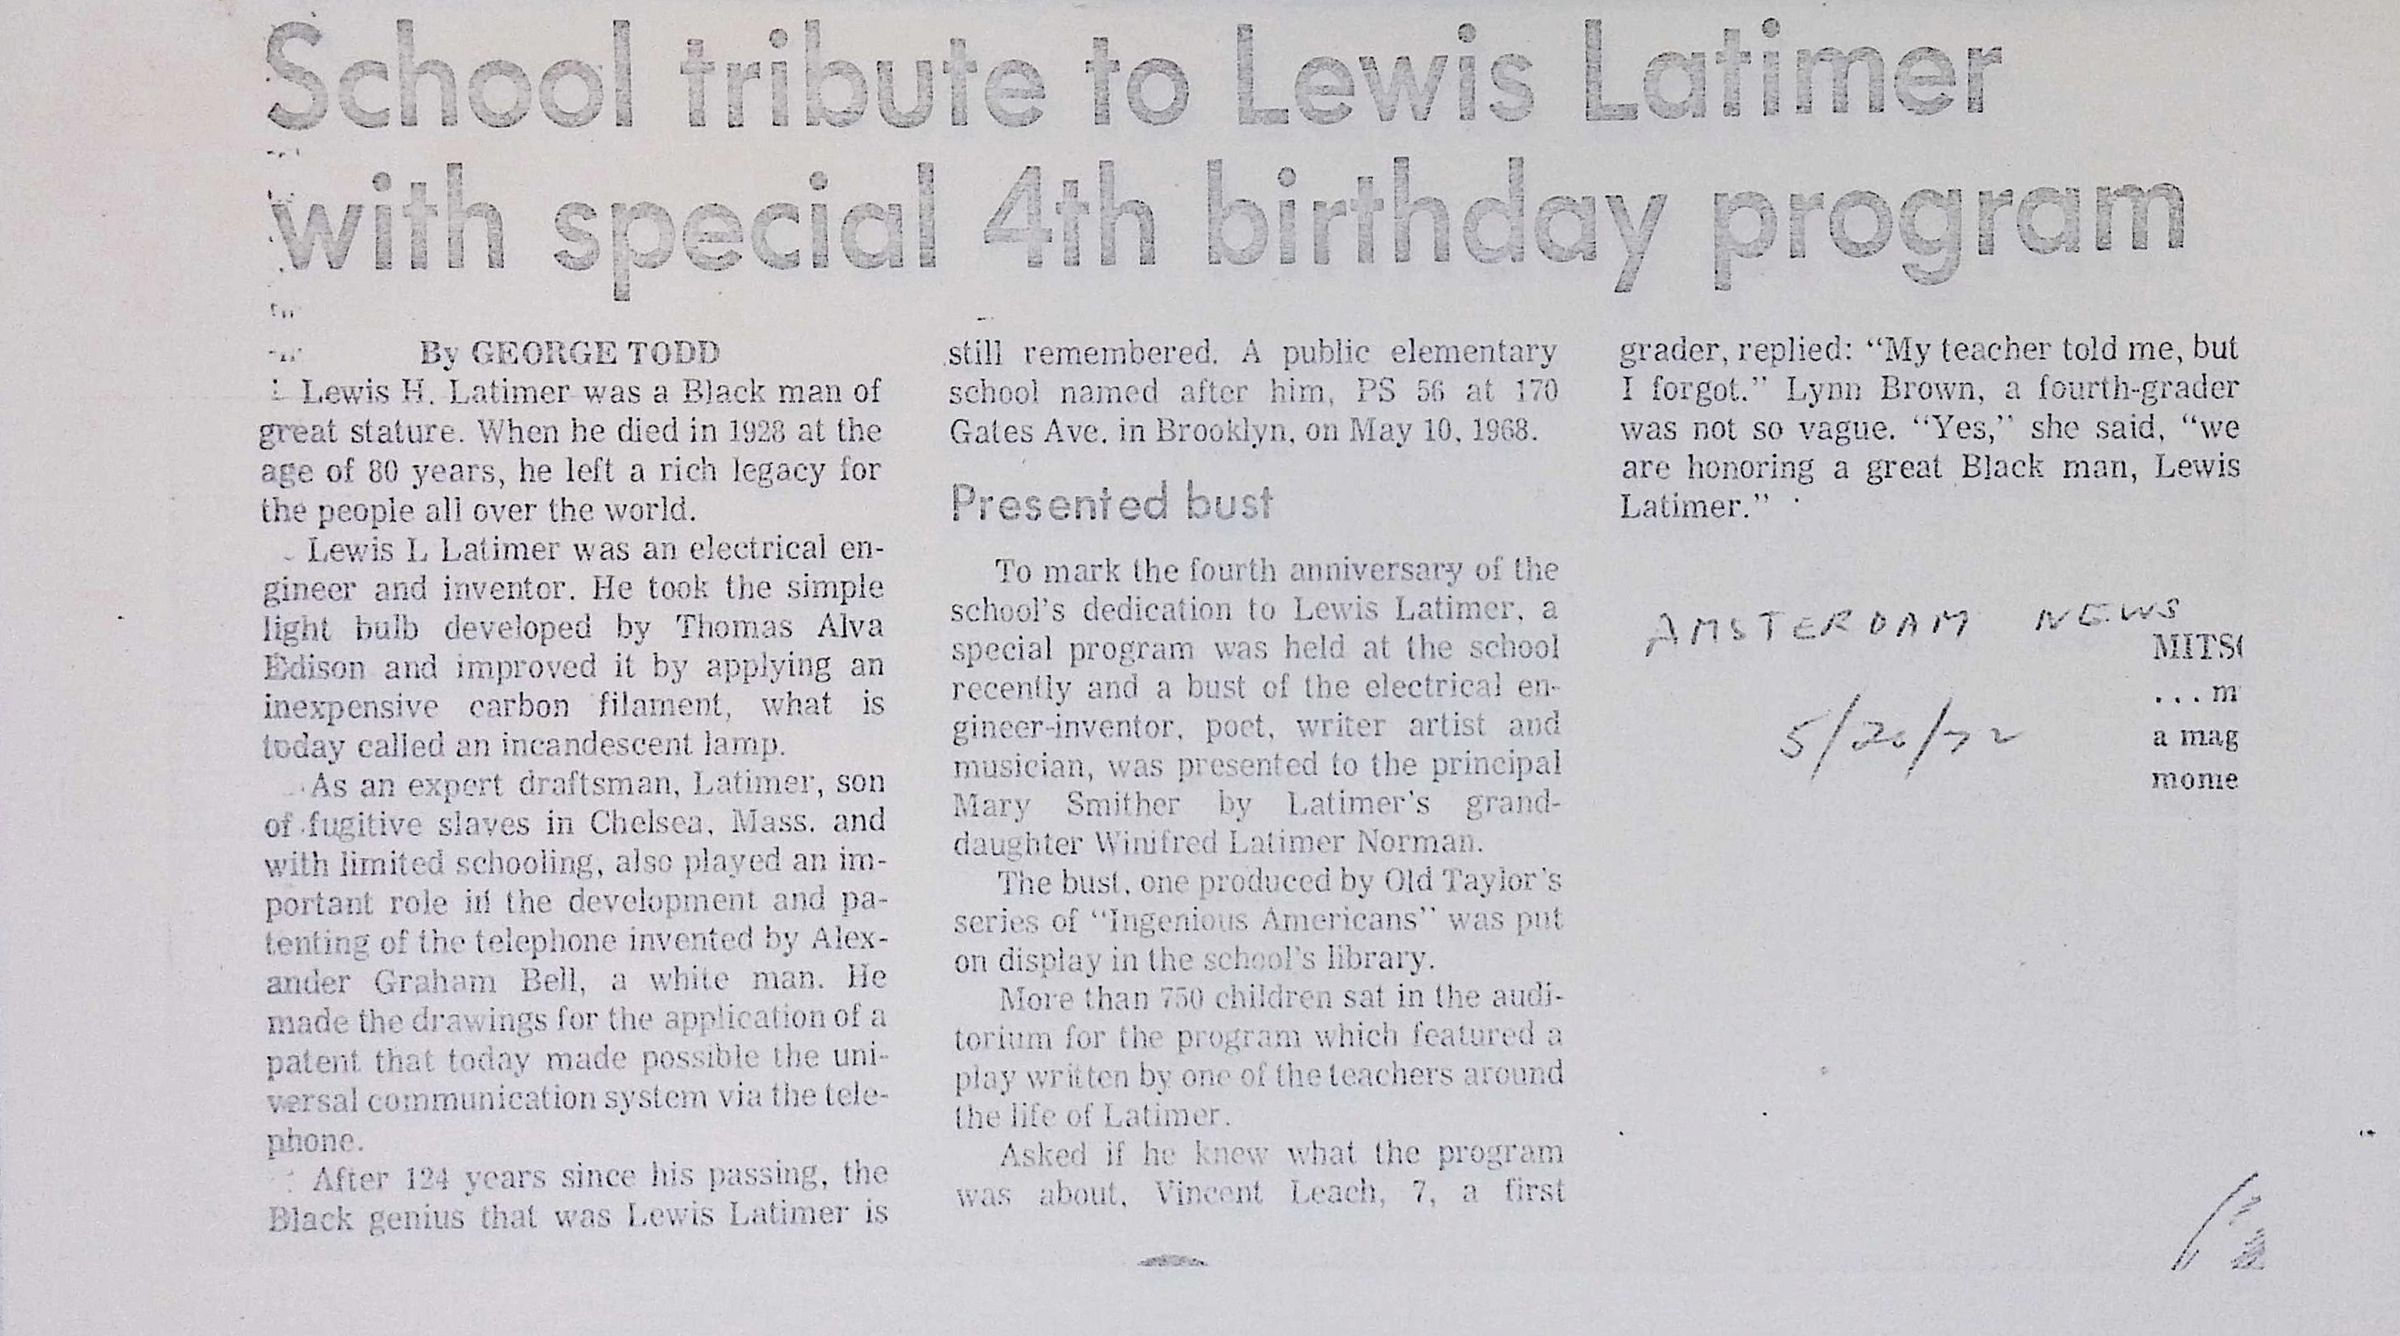 School tribute to Lewis Latimer
with special 4th birthday program
By GEORGE TODD
Lewis H. Latimer was a Black man of
great stature. When he died in 1928 at the
age of 80 years, he left a rich legacy for
the people all over the world.
Lewis L Latimer was an electrical en-
gineer and inventor. He took the simple
light bulb developed by Thomas Alva
Edison and improved it by applying an
inexpensive carbon filament, what is
today called an incandescent lamp.
As an expert draftsman, Latimer, son
of fugitive slaves in Chelsea, Mass. and
with limited schooling, also played an im-
portant role in the development and pa-
tenting of the telephone invented by Alex-
ander Graham Bell, a white man. He
made the drawings for the application of a
patent that today made possible the uni-
versal communication system via the tele-
phone.
After 124 years since his passing, the
Black genius that was Lewis Latimer is
still remembered. A public elementary
school named after him, PS 56 at 170
Gates Ave. in Brooklyn, on May 10, 1968.
Presented bust
To mark the fourth anniversary of the
school's dedication to Lewis Latimer, a
special program was held at the school
recently and a bust of the electrical en-
gineer-inventor, poet, writer artist and
musician, was presented to the principal
Mary Smither by Latimer's grand-
daughter Winifred Latimer Norman.
The bust, one produced by Old Taylor's
series of "Ingenious Americans" was put
on display in the school's library.
More than 750 children sat in the audi-
torium for the program which featured a
play written by one of the teachers around
the life of Latimer.
Asked if he knew what the program
was about, Vincent Leach, 7, a first
grader, replied: "My teacher told me, but
I forgot." Lynn Brown, a fourth-grader
was not so vague. "Yes," she said, "we
are honoring a great Black man, Lewis
Latimer."
AMSTERDAM NEWS
5/20/72
MITS
... m
a mag
mome